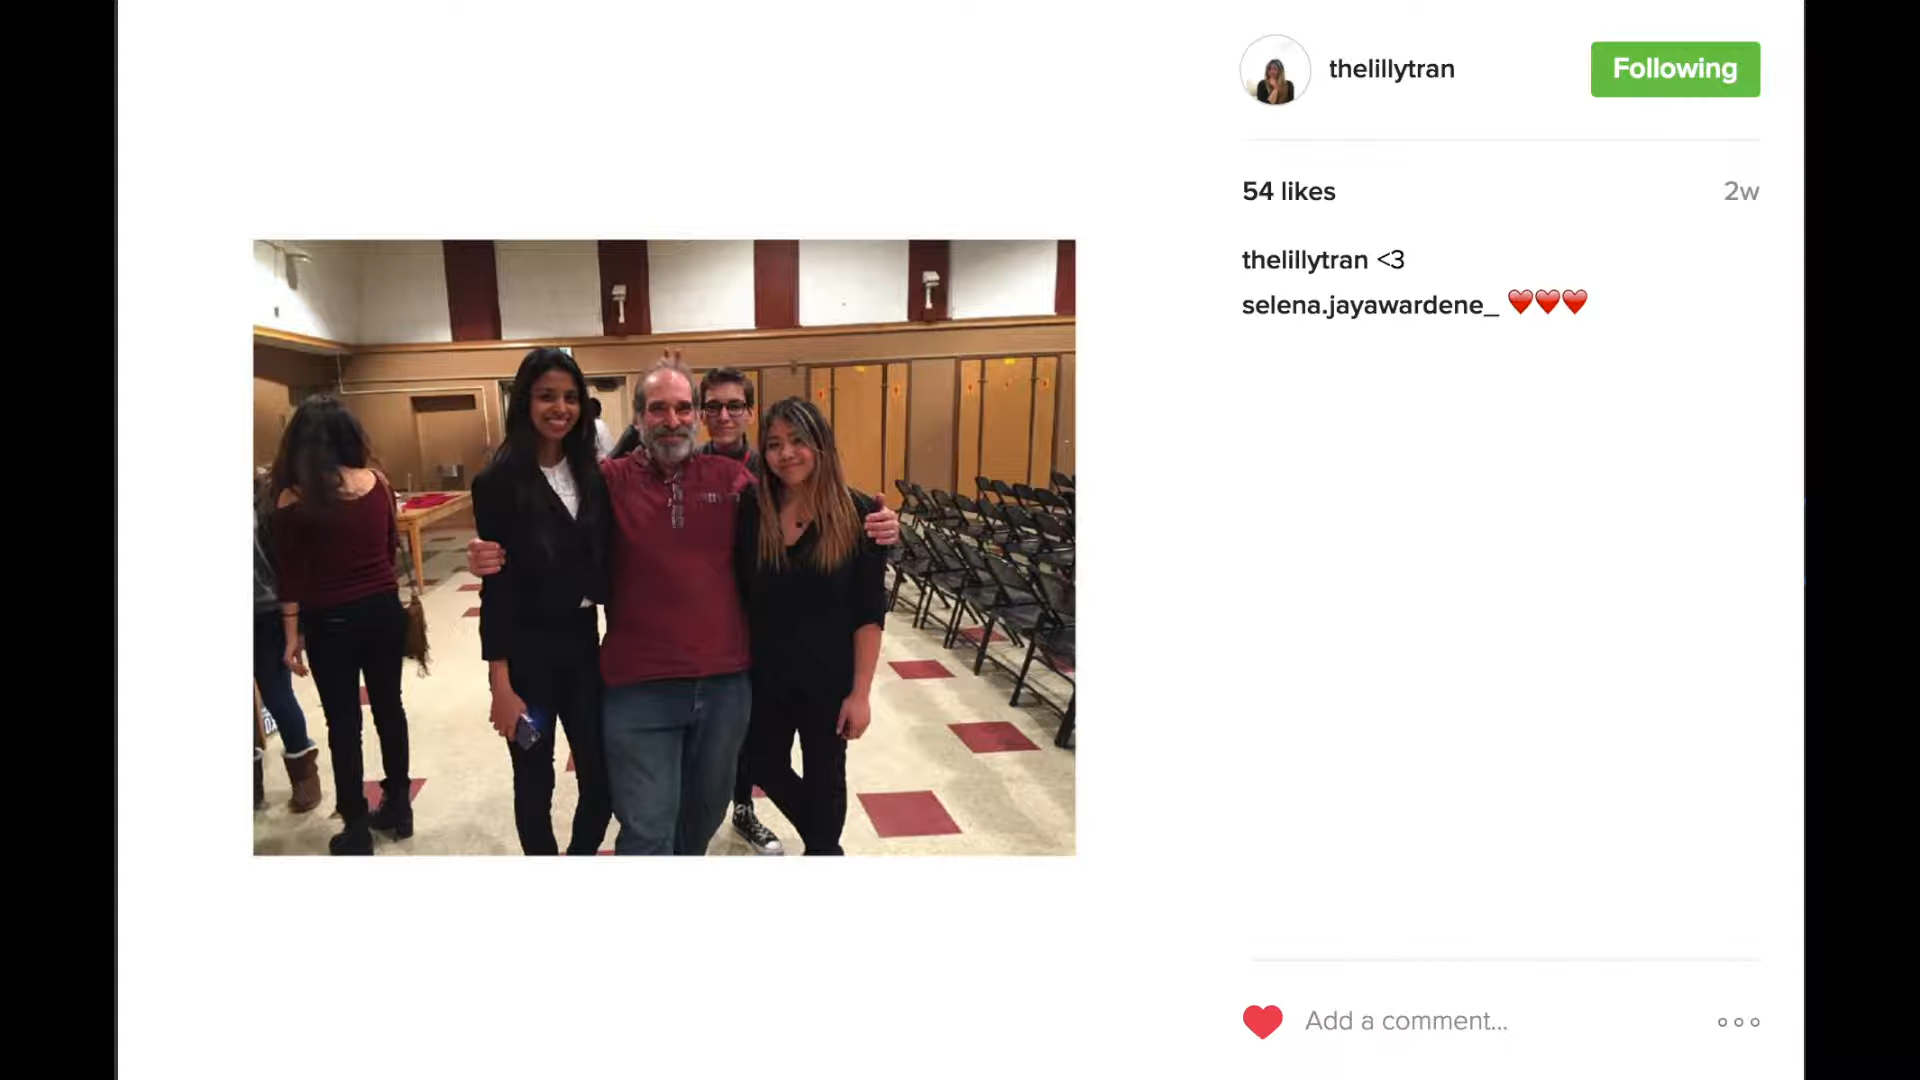 thelillytran
Following
54 likes
2w
thelillytran <3
selena.jayawardene_ ❤️❤️❤️
Add a comment...